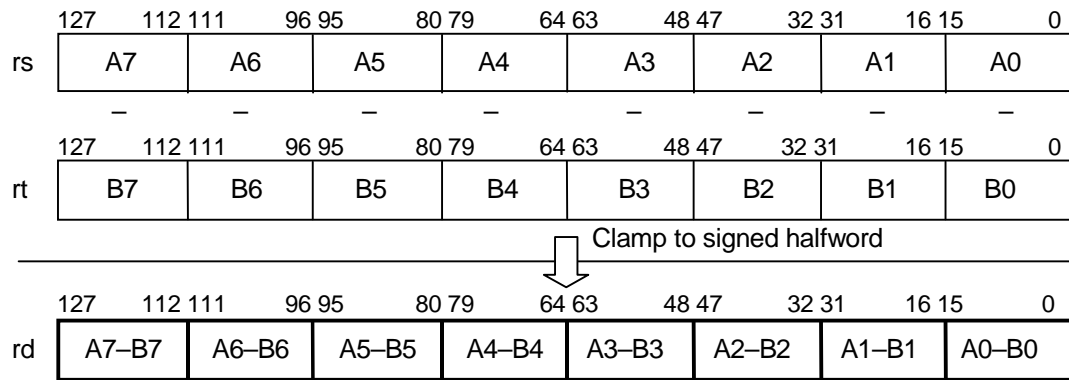 127 112 111 96 95 80 79 64 63 48 47 32 31 16 15 0
rs A7 A6 A5 A4 A3 A2 A1 A0
– – – – – – – –
127 112 111 96 95 80 79 64 63 48 47 32 31 16 15 0
rt B7 B6 B5 B4 B3 B2 B1 B0
Clamp to signed halfword
127 112 111 96 95 80 79 64 63 48 47 32 31 16 15 0
rd A7–B7 A6–B6 A5–B5 A4–B4 A3–B3 A2–B2 A1–B1 A0–B0